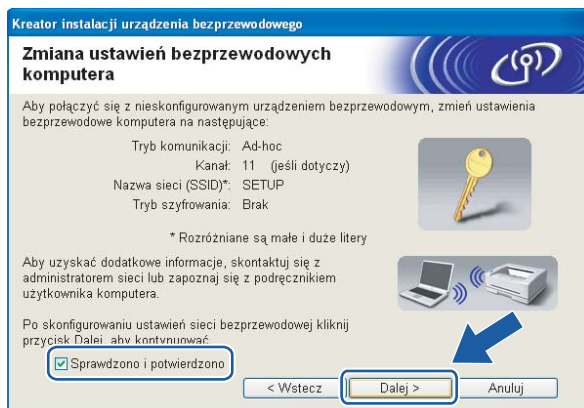 Kreator instalacji urządzenia bezprzewodowego
Zmiana ustawień bezprzewodowych
komputera
Aby połączyć się z nieskonfigurowanym urządzeniem bezprzewodowym, zmień ustawienia
bezprzewodowe komputera na następujące:
Tryb komunikacji: Ad-hoc
Kanał: 11 (jeśli dotyczy)
Nazwa sieci (SSID)*: SETUP
Tryb szyfrowania: Brak
* Rozróżniane są małe i duże litery
Aby uzyskać dodatkowe informacje, skontaktuj się z
administratorem sieci lub zapoznaj się z podręcznikiem
użytkownika komputera.
Po skonfigurowaniu ustawień sieci bezprzewodowej kliknij
przycisk Dalej, aby kontynuować.
Sprawdzono i potwierdzono
< Wstecz
Dalej >
Anuluj